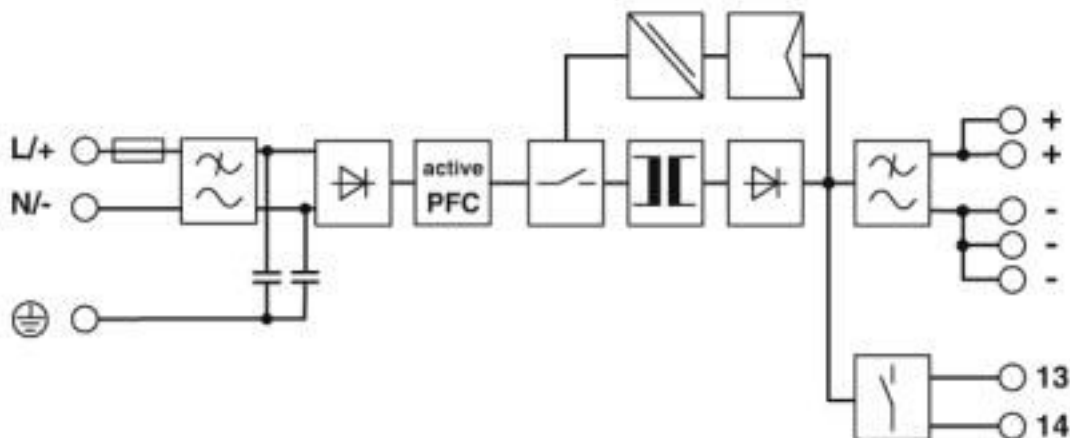 L/+
N/-
active
PFC
+
+
-
-
-
13
14